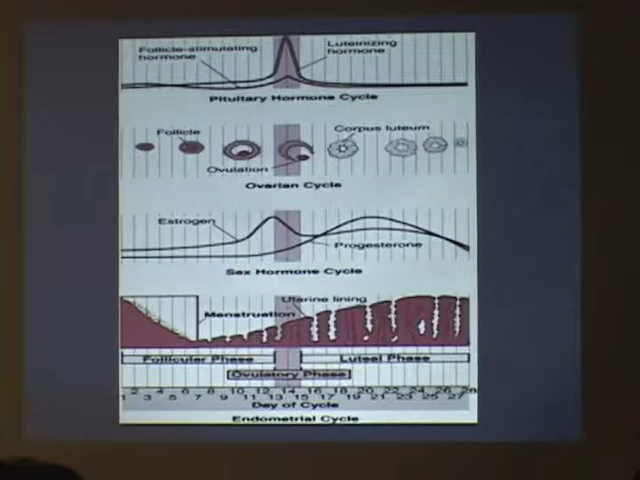 Follicle-stimulating hormone
Luteinizing hormone
Pituitary Hormone Cycle
Follicle
Corpus luteum
Ovulation
Ovarian Cycle
Estrogen
Progesterone
Sex Hormone Cycle
Uterine lining
Menstruation
Follicular Phase
Luteal Phase
Ovulatory Phase
2 4 6 8 10 12 14 16 18 20 22 24 26 28
1 3 5 7 9 11 13 15 17 19 21 23 25 27
Day of Cycle
Endometrial Cycle